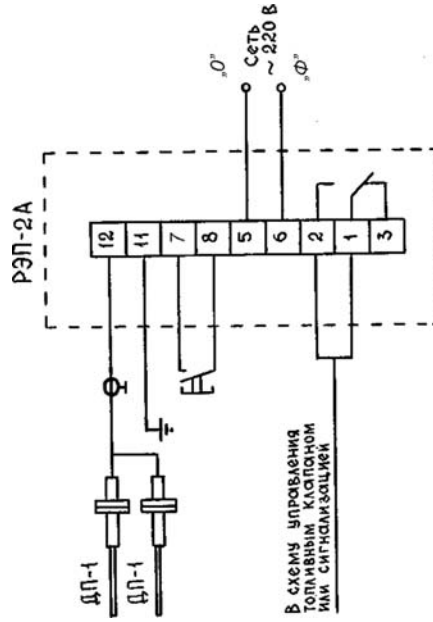 РЭП-2А
ДП-1
ДП-1
12
11
7
8
5
6
2
1
3
„О"
Сеть
~ 220 В
„Ф"
В схему управления
топливным клапаном
или сигнализацией